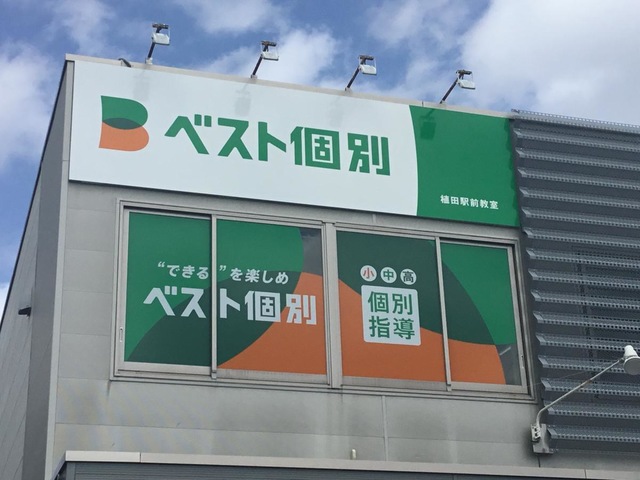 ベスト個別
植田駅前教室
“できる”を楽しめ
ベスト個別
小中高
個別
指導